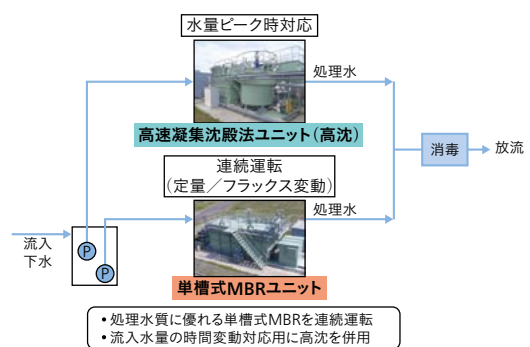 水量ピーク時対応
処理水
高速凝集沈殿法ユニット(高沈)
連続運転
(定量／フラックス変動)
消毒
放流
処理水
流入
下水
P
P
単槽式MBRユニット
• 処理水質に優れる単槽式MBRを連続運転
• 流入水量の時間変動対応用に高沈を併用